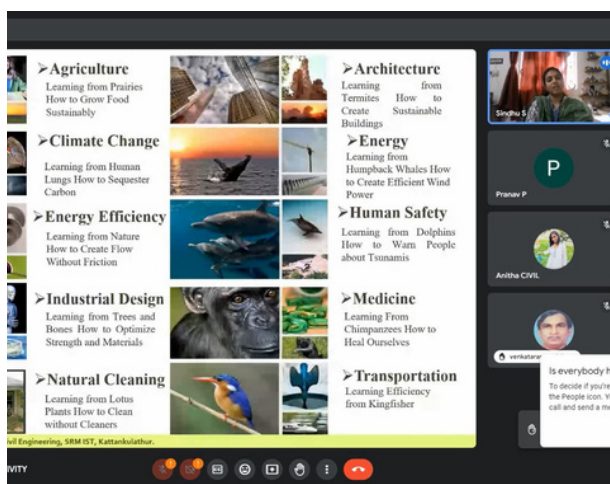 ➢Agriculture
Learning from Prairies
How to Grow Food
Sustainably
➢Climate Change
Learning from Human
Lungs How to Sequester
Carbon
➢Energy Efficiency
Learning from Nature
How to Create Flow
Without Friction
➢Industrial Design
Learning from Trees and
Bones How to Optimize
Strength and Materials
➢Natural Cleaning
Learning from Lotus
Plants How to Clean
without Cleaners
➢Architecture
Learning from
Termites How to
Create Sustainable
Buildings
➢Energy
Learning from
Humpback Whales How
to Create Efficient Wind
Power
➢Human Safety
Learning from Dolphins
How to Warn People
about Tsunamis
➢Medicine
Learning From
Chimpanzees How to
Heal Ourselves
➢Transportation
Learning Efficiency
from Kingfisher
ivil Engineering, SRM IST, Kattankulathur.
Sindhu S
P
Pranav P
Anitha CIVIL
venkatara
Is everybody h
To decide if you're
the People icon. Y
call and send a me
IVITY